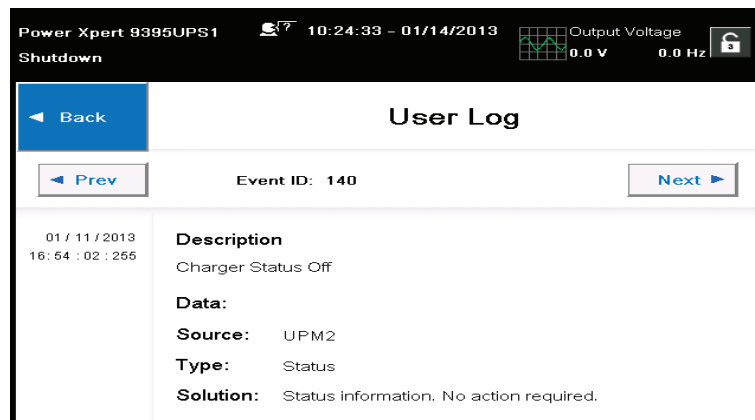 Power Xpert 9395UPS1 ? 10:24:33 - 01/14/2013 Output Voltage
Shutdown 0.0 V 0.0 Hz 3
◄ Back User Log
◄ Prev Event ID: 140 Next ►
01 / 11 / 2013 Description
16: 54 : 02 : 255 Charger Status Off
Data:
Source: UPM2
Type: Status
Solution: Status information. No action required.